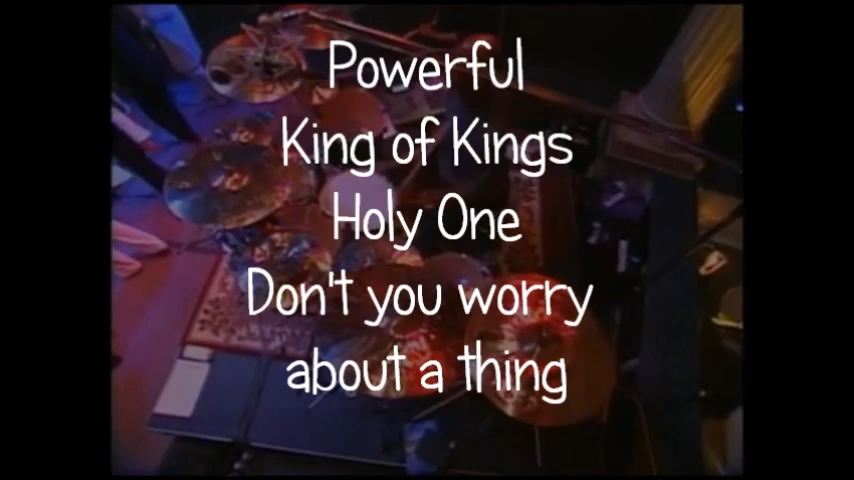 Powerful
King of Kings
Holy One
Don't you worry
about a thing